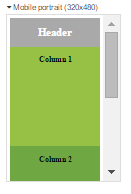 Mobile portrait (320x480)
Header
Column 1
Column 2